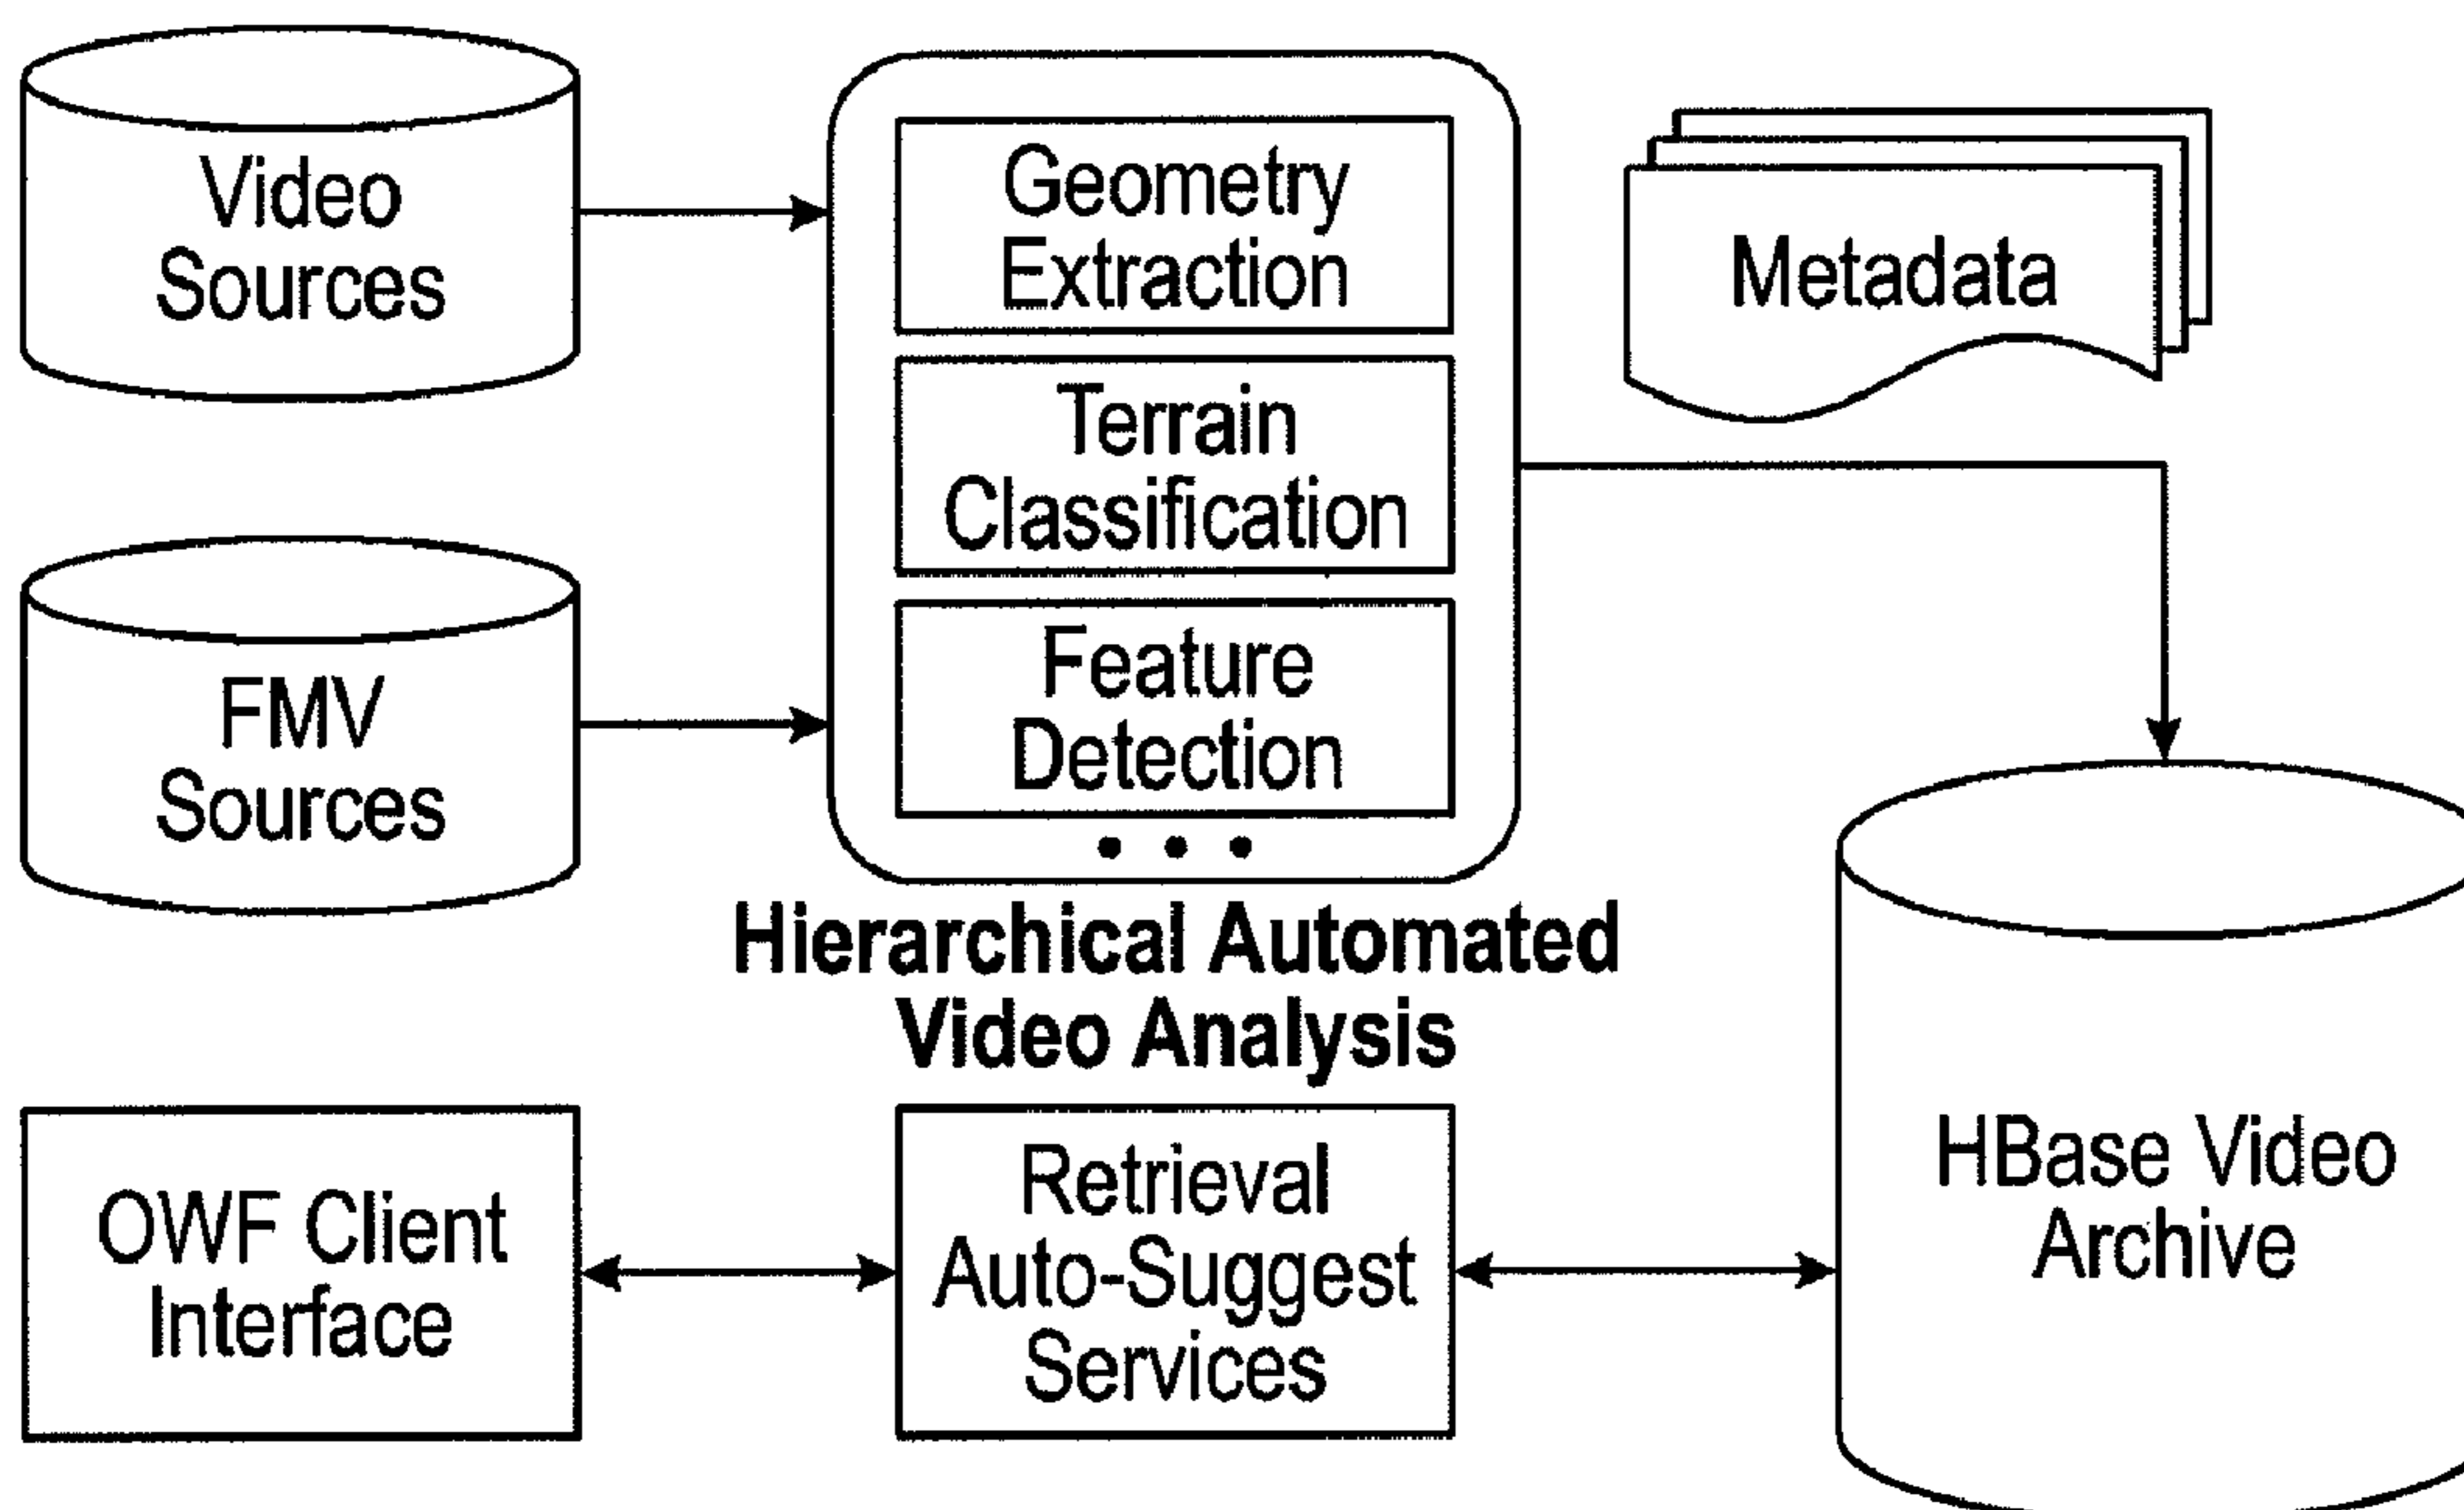 Video
Sources
Geometry
Extraction
Metadata
Terrain
Classification
FMV
Sources
Feature
Detection
Hierarchical Automated
Video Analysis
OWF Client
Interface
Retrieval
Auto-Suggest
Services
HBase Video
Archive